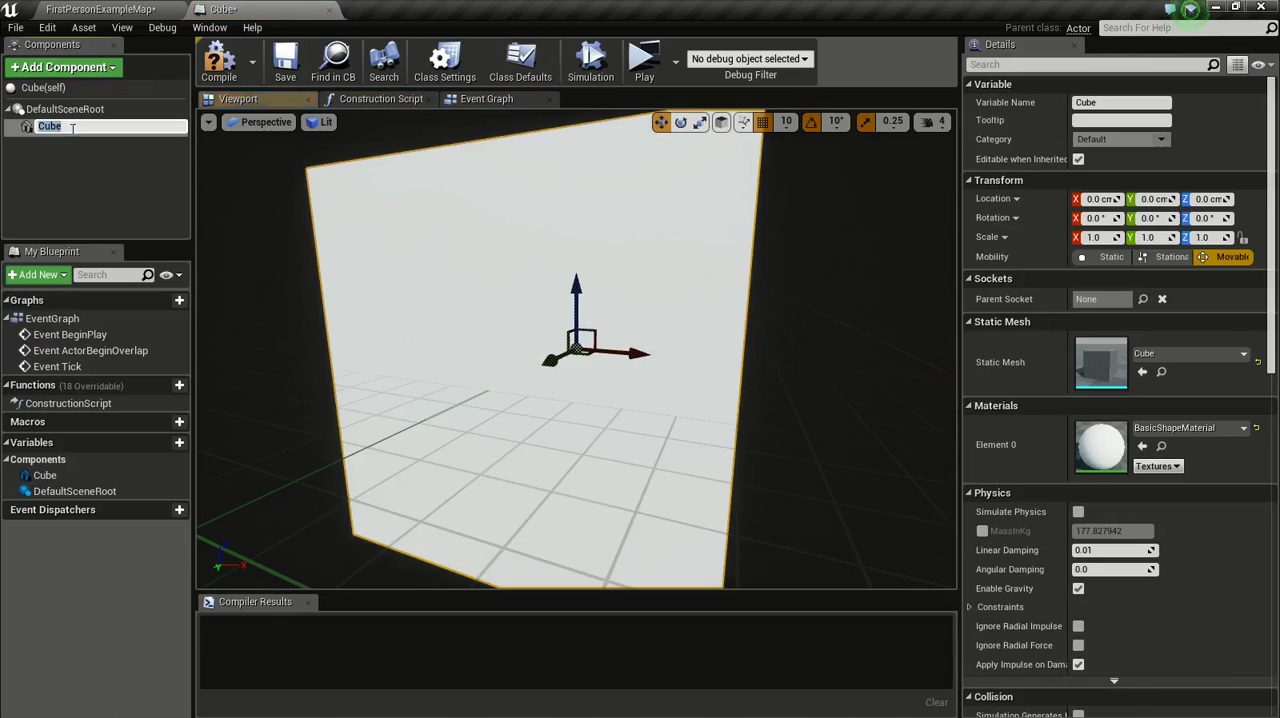 FirstPersonExampleMap*
Cube*
File Edit Asset View Debug Window Help
Parent class: Actor
Search For Help
Components
+Add Component
Cube(self)
DefaultSceneRoot
Cube
Compile
Save
Find in CB
Search
Class Settings
Class Defaults
Simulation
Play
No debug object selected
Debug Filter
Viewport
Construction Script
Event Graph
Perspective
Lit
10
10°
0.25
4
My Blueprint
+Add New
Search
Graphs
EventGraph
Event BeginPlay
Event ActorBeginOverlap
Event Tick
Functions (18 Overridable)
ConstructionScript
Macros
Variables
Components
Cube
DefaultSceneRoot
Event Dispatchers
Z
X
Y
Compiler Results
Clear
Details
Search
Variable
Variable Name Cube
Tooltip
Category Default
Editable when Inherited
Transform
Location X 0.0 cm Y 0.0 cm Z 0.0 cm
Rotation X 0.0 ° Y 0.0 ° Z 0.0 °
Scale X 1.0 Y 1.0 Z 1.0
Mobility Static Stationa Movable
Sockets
Parent Socket None
Static Mesh
Static Mesh Cube
Materials
Element 0 BasicShapeMaterial
Textures
Physics
Simulate Physics
MassInKg 177.827942
Linear Damping 0.01
Angular Damping 0.0
Enable Gravity
Constraints
Ignore Radial Impulse
Ignore Radial Force
Apply Impulse on Dam
Collision
Simulation Generates